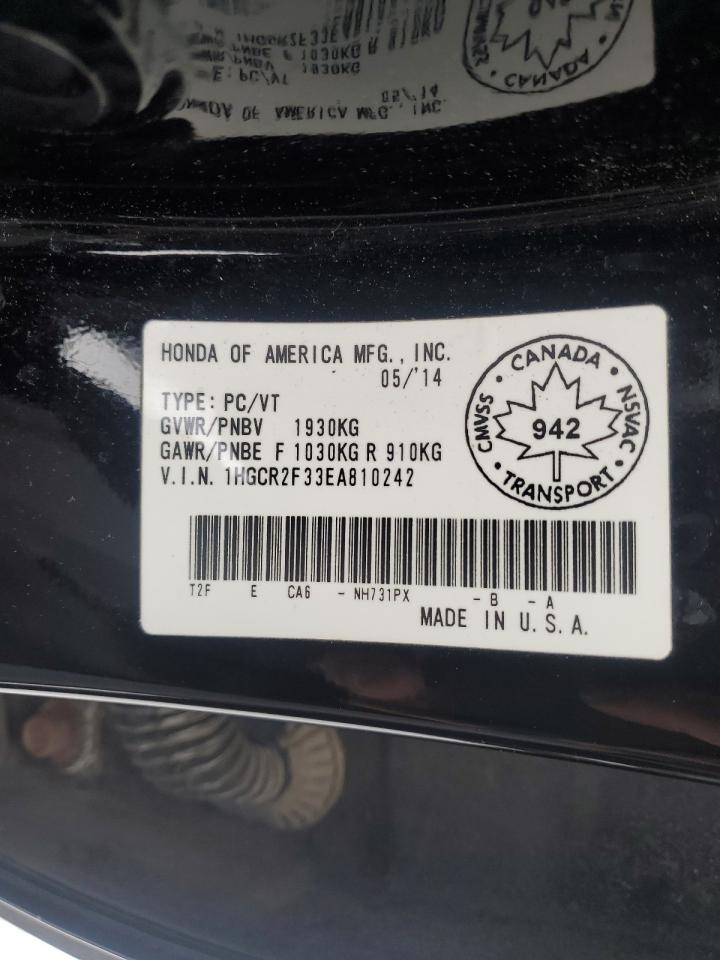 HONDA OF AMERICA MFG., INC.
05/'14
TYPE: PC/VT
GVWR/PNBV 1930KG
GAWR/PNBE F 1030KG R 910KG
V.I.N. 1HGCR2F33EA810242
CANADA
CMVSS
942
NSVAC
TRANSPORT
T2F E CA6 - NH731PX - B - A
MADE IN U.S.A.